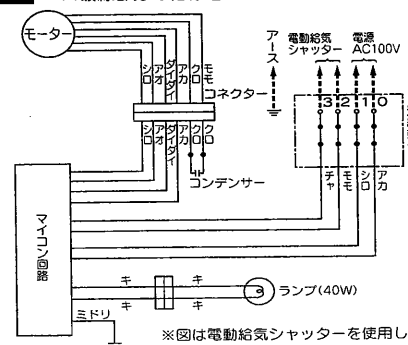 モーター
シロ
アオ
ダイダイ
アカ
クロ
モモ
コネクター
シロ
アオ
ダイダイ
アカ
クロ
クロ
コンデンサー
アース
電動給気
シャッター
電源
AC100V
3 2 1 0
チャ
モモ
シロ
アカ
マイコン回路
キ キ
キ キ
ランプ(40W)
ミドリ
※図は電動給気シャッターを使用し